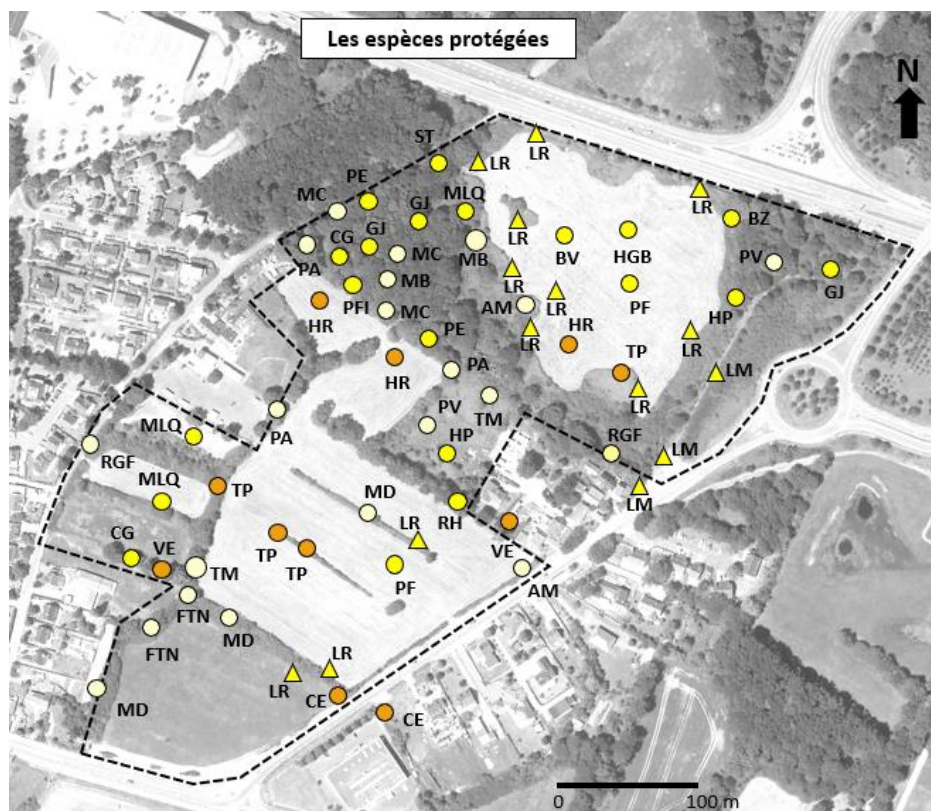 Les espèces protégées
N
ST
LR
LR
PE
MLQ
MC
GJ
LR
BZ
CG
GJ
LR
HGB
MC
MB
BV
PV
PA
GJ
MB
LR
PF
PFI
LR
HP
HR
MC
AM
LR
HR
PE
TP
HR
PA
LM
LR
LR
PV
TM
MLQ
PA
HP
RGF
LM
RGF
MLQ
TP
MD
LM
LR
RH
CG
VE
TP
TP
VE
TM
PF
AM
FTN
FTN
MD
LR
LR
MD
CE
CE
0
100 m